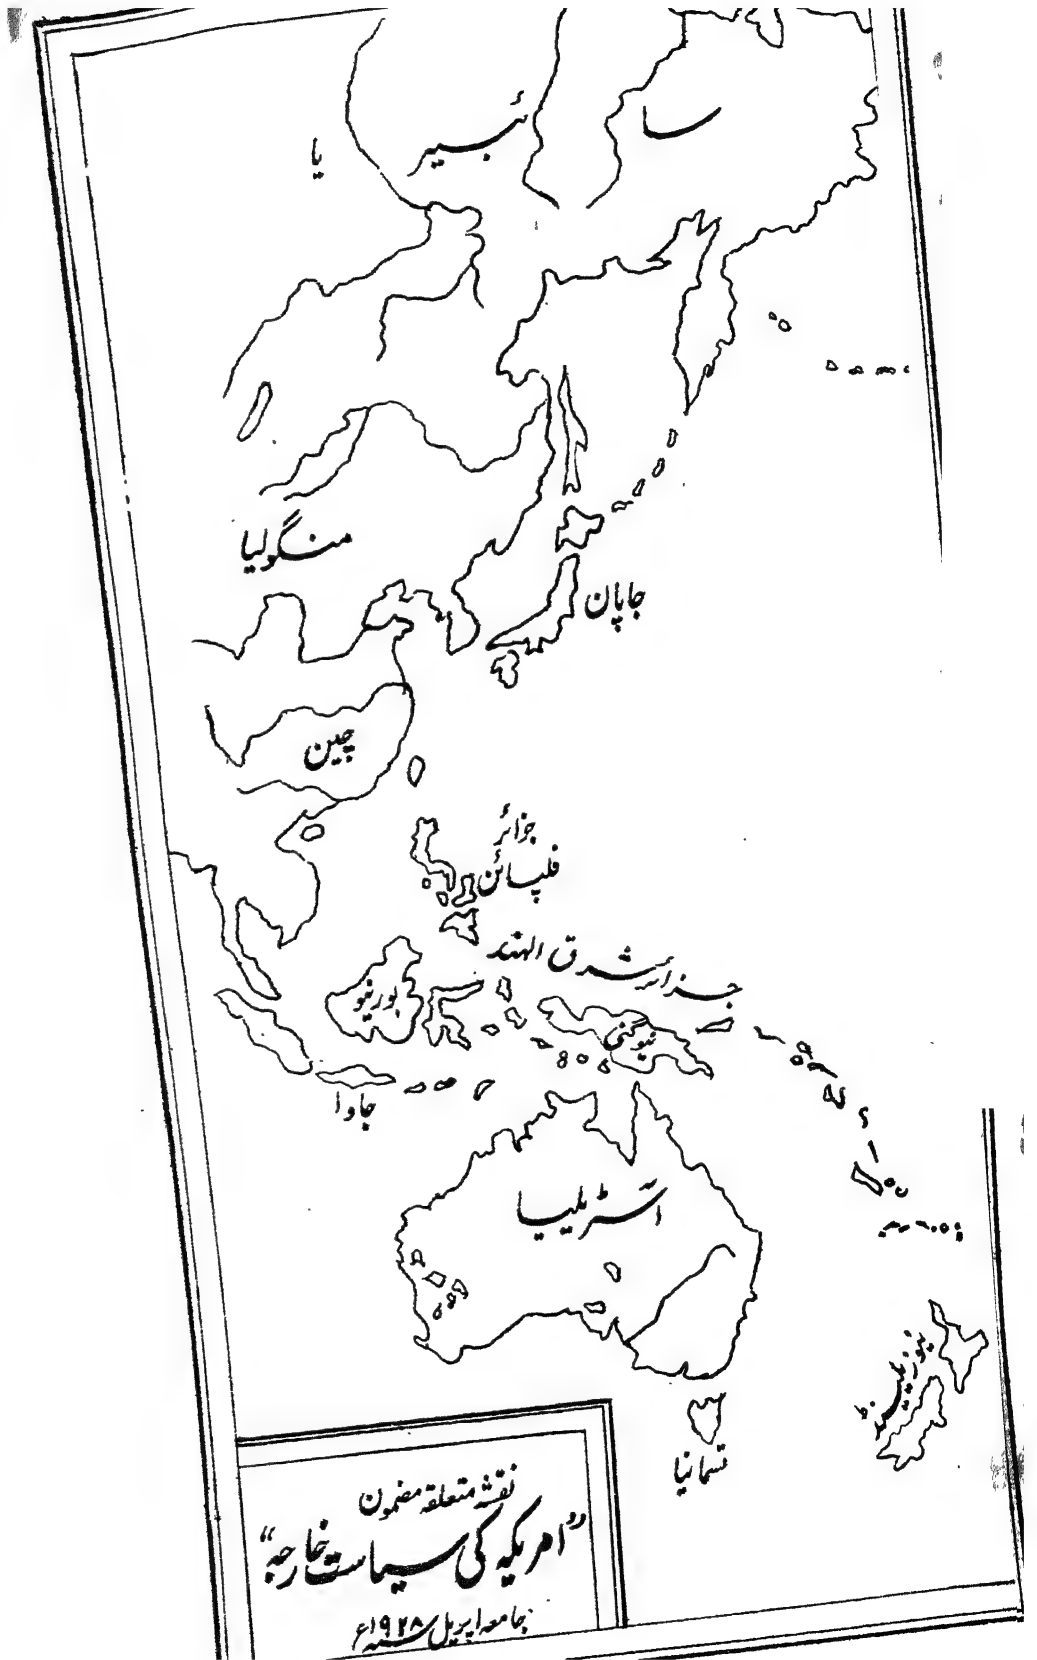 سائبیریا
منگولیا
جاپان
چین
جزائر
فلپائن
جزائر شرق الہند
بورنیو
نیوگنی
جاوا
آسٹریلیا
نیوزیلینڈ
تسمانیا
نقشہ متعلقہ مضمون
"امریکہ کی سیاست خارجہ"
جامعہ اپریل سنہ ۱۹۲۸ء